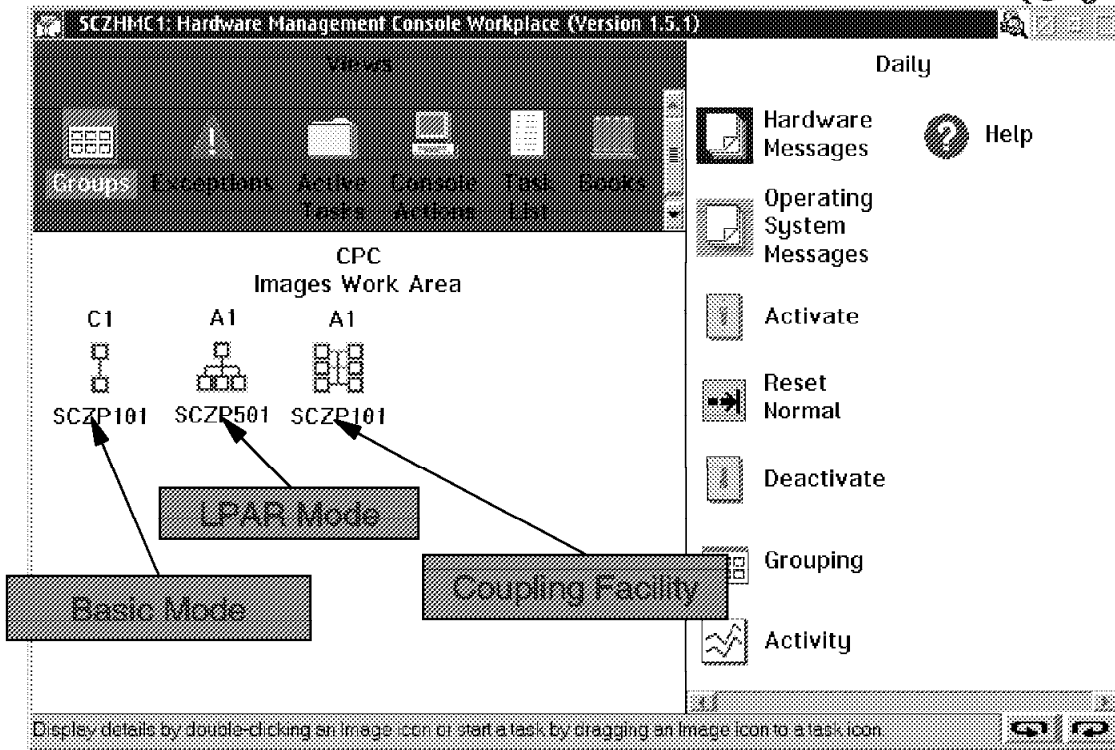 SCZHMC1: Hardware Management Console Workplace (Version 1.5.1)
Views
Groups
Exceptions
Active
Tasks
Console
Actions
Task
List
Books
CPC
Images Work Area
C1
A1
A1
SCZP101
SCZP501
SCZP101
LPAR Mode
Coupling Facility
Basic Mode
Daily
Hardware
Messages
Help
Operating
System
Messages
Activate
Reset
Normal
Deactivate
Grouping
Activity
Display details by double-clicking an Image icon or start a task by dragging an Image icon to a task icon.